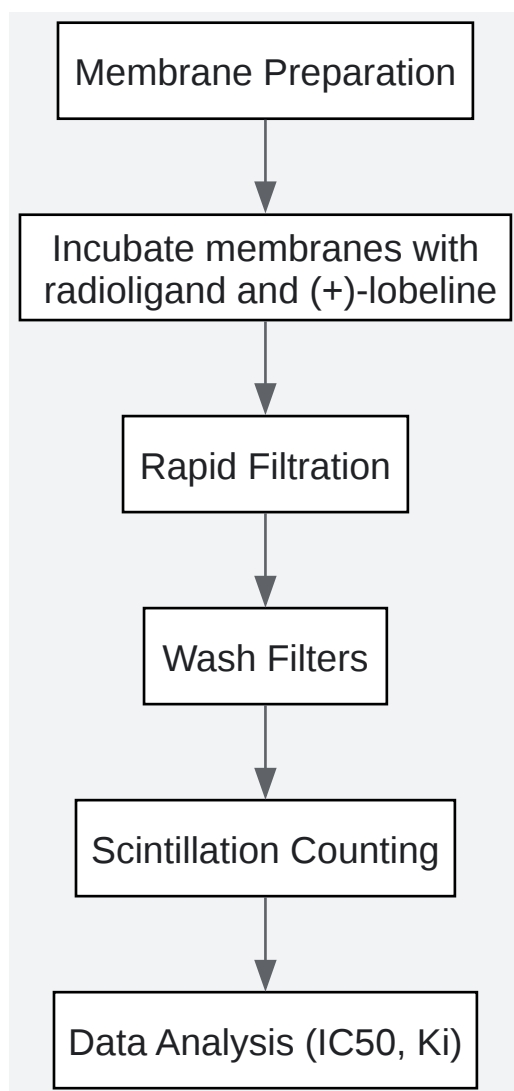 Membrane Preparation
Incubate membranes with
radioligand and (+)-lobeline
Rapid Filtration
Wash Filters
Scintillation Counting
Data Analysis (IC50, Ki)